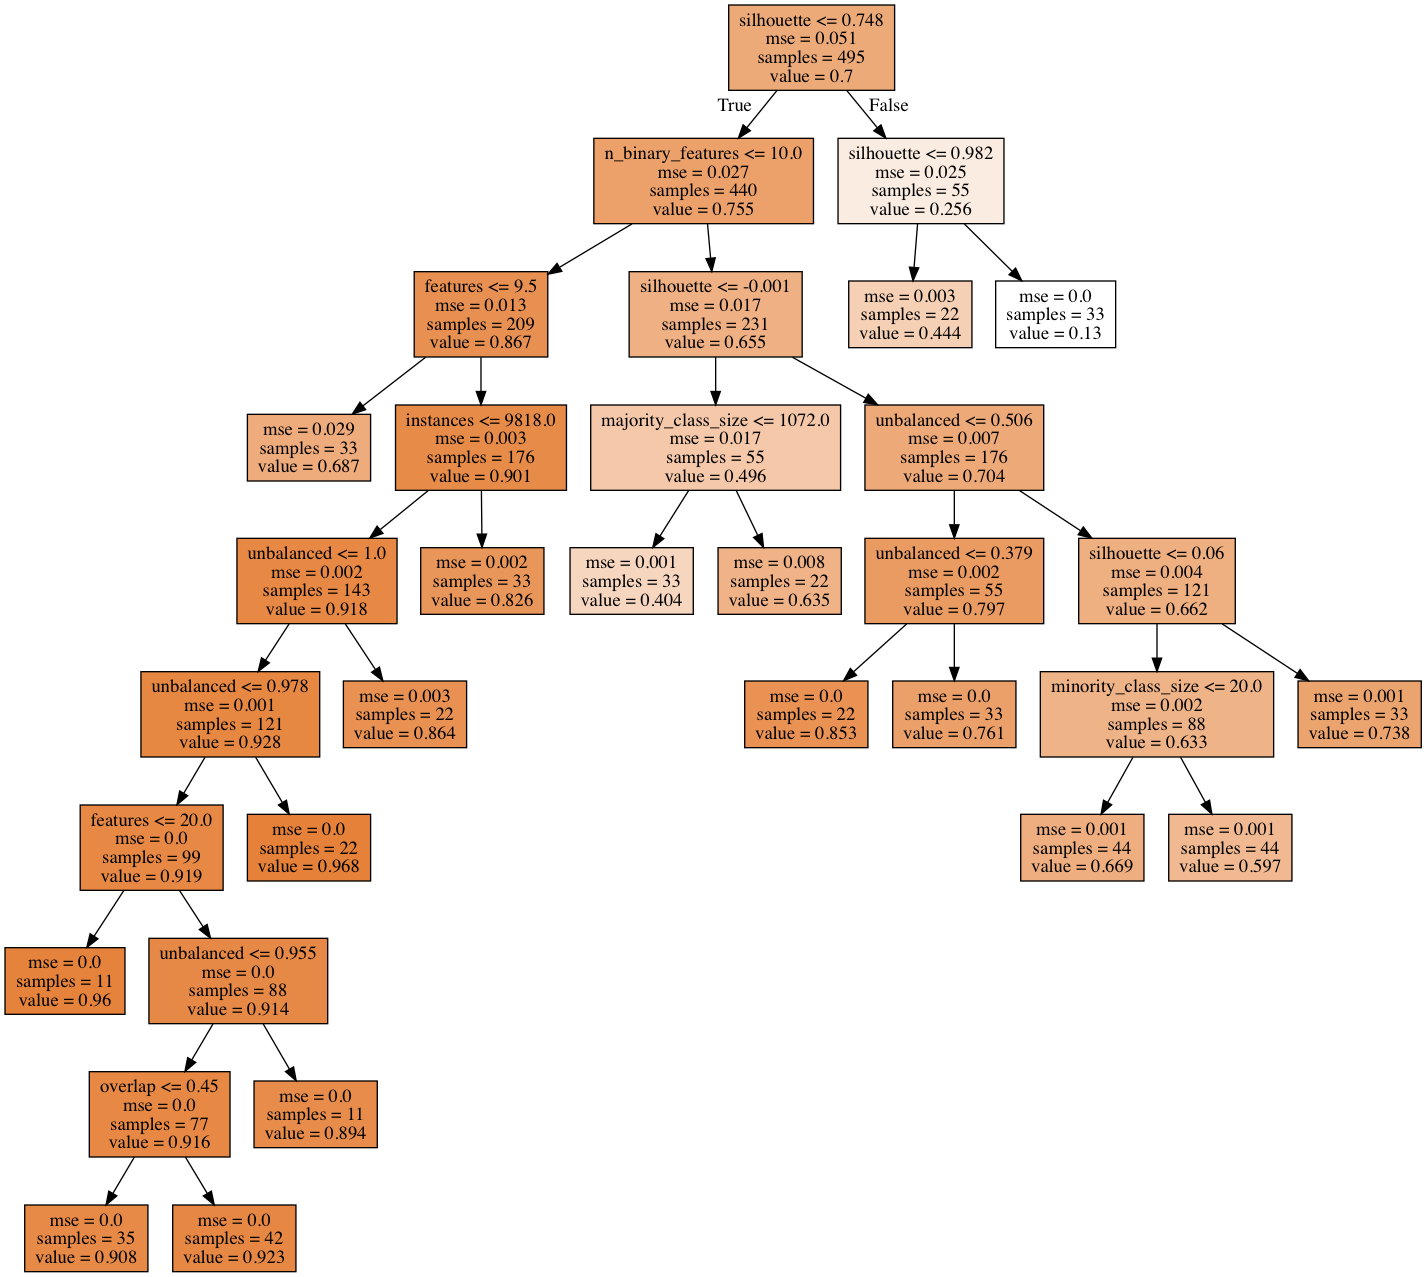 silhouette <= 0.748
mse = 0.051
samples = 495
value = 0.7
True
False
n_binary_features <= 10.0
mse = 0.027
samples = 440
value = 0.755
silhouette <= 0.982
mse = 0.025
samples = 55
value = 0.256
features <= 9.5
mse = 0.013
samples = 209
value = 0.867
silhouette <= -0.001
mse = 0.017
samples = 231
value = 0.655
mse = 0.003
samples = 22
value = 0.444
mse = 0.0
samples = 33
value = 0.13
mse = 0.029
samples = 33
value = 0.687
instances <= 9818.0
mse = 0.003
samples = 176
value = 0.901
majority_class_size <= 1072.0
mse = 0.017
samples = 55
value = 0.496
unbalanced <= 0.506
mse = 0.007
samples = 176
value = 0.704
unbalanced <= 1.0
mse = 0.002
samples = 143
value = 0.918
mse = 0.002
samples = 33
value = 0.826
mse = 0.001
samples = 33
value = 0.404
mse = 0.008
samples = 22
value = 0.635
unbalanced <= 0.379
mse = 0.002
samples = 55
value = 0.797
silhouette <= 0.06
mse = 0.004
samples = 121
value = 0.662
unbalanced <= 0.978
mse = 0.001
samples = 121
value = 0.928
mse = 0.003
samples = 22
value = 0.864
mse = 0.0
samples = 22
value = 0.853
mse = 0.0
samples = 33
value = 0.761
minority_class_size <= 20.0
mse = 0.002
samples = 88
value = 0.633
mse = 0.001
samples = 33
value = 0.738
features <= 20.0
mse = 0.0
samples = 99
value = 0.919
mse = 0.0
samples = 22
value = 0.968
mse = 0.001
samples = 44
value = 0.669
mse = 0.001
samples = 44
value = 0.597
mse = 0.0
samples = 11
value = 0.96
unbalanced <= 0.955
mse = 0.0
samples = 88
value = 0.914
overlap <= 0.45
mse = 0.0
samples = 77
value = 0.916
mse = 0.0
samples = 11
value = 0.894
mse = 0.0
samples = 35
value = 0.908
mse = 0.0
samples = 42
value = 0.923